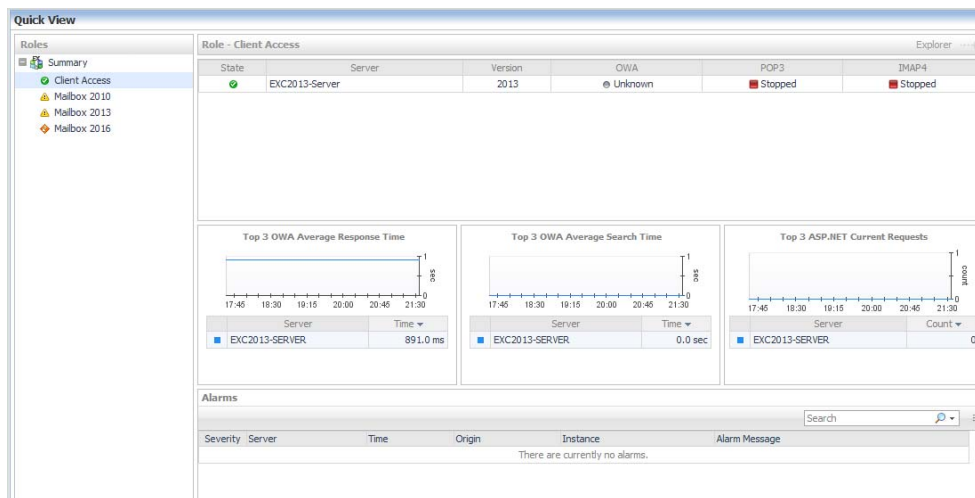 Quick View
Roles
Summary
Client Access
Mailbox 2010
Mailbox 2013
Mailbox 2016
Role - Client Access Explorer
State Server Version OWA POP3 IMAP4
EXC2013-Server 2013 Unknown Stopped Stopped
Top 3 OWA Average Response Time
1
sec
0
17:45 18:30 19:15 20:00 20:45 21:30
Server Time
EXC2013-SERVER 891.0 ms
Top 3 OWA Average Search Time
1
sec
0
17:45 18:30 19:15 20:00 20:45 21:30
Server Time
EXC2013-SERVER 0.0 sec
Top 3 ASP.NET Current Requests
1
count
0
17:45 18:30 19:15 20:00 20:45 21:30
Server Count
EXC2013-SERVER 0
Alarms
Search
Severity Server Time Origin Instance Alarm Message
There are currently no alarms.